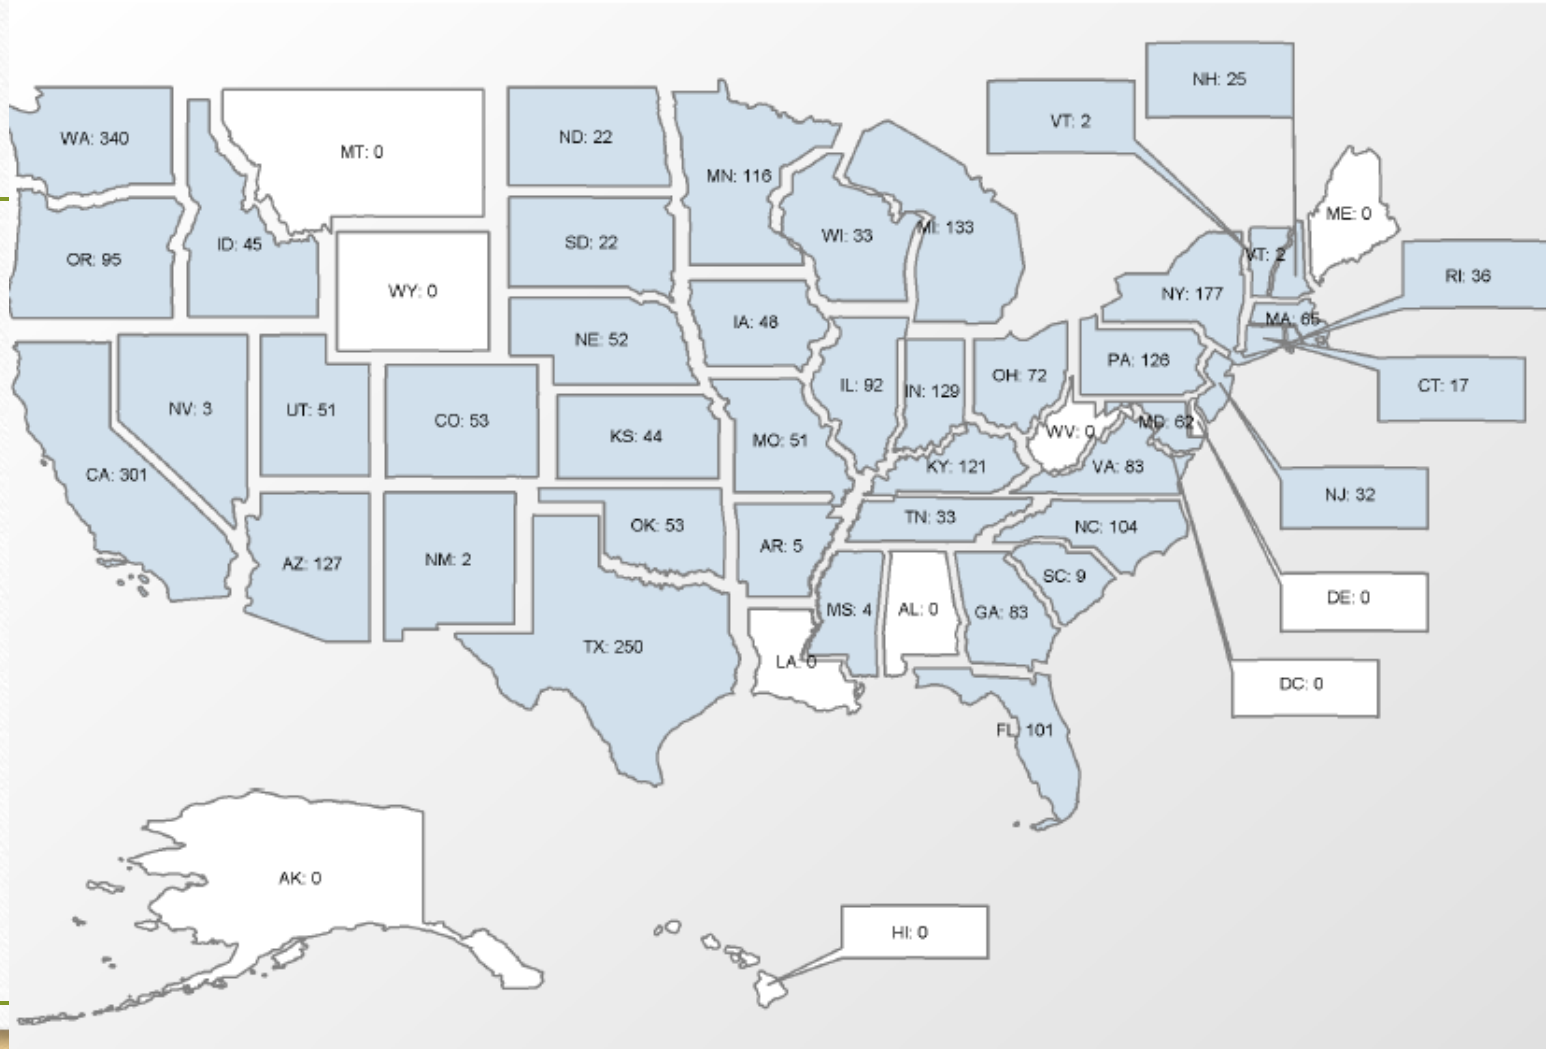 NH: 25
VT: 2
WA: 340
ND: 22
MT: 0
MN: 116
ME: 0
MI: 133
WI: 33
ID: 45
SD: 22
OR: 95
VT: 2
RI: 36
WY: 0
NY: 177
MA: 65
IA: 48
NE: 52
PA: 126
OH: 72
IL: 92
IN: 129
CT: 17
NV: 3
UT: 51
CO: 53
MD: 62
WV: 0
KS: 44
MO: 51
KY: 121
VA: 83
CA: 301
NJ: 32
TN: 33
OK: 53
NC: 104
AR: 5
NM: 2
AZ: 127
SC: 9
DE: 0
MS: 4
AL: 0
GA: 83
TX: 250
LA: 0
DC: 0
FL: 101
AK: 0
HI: 0